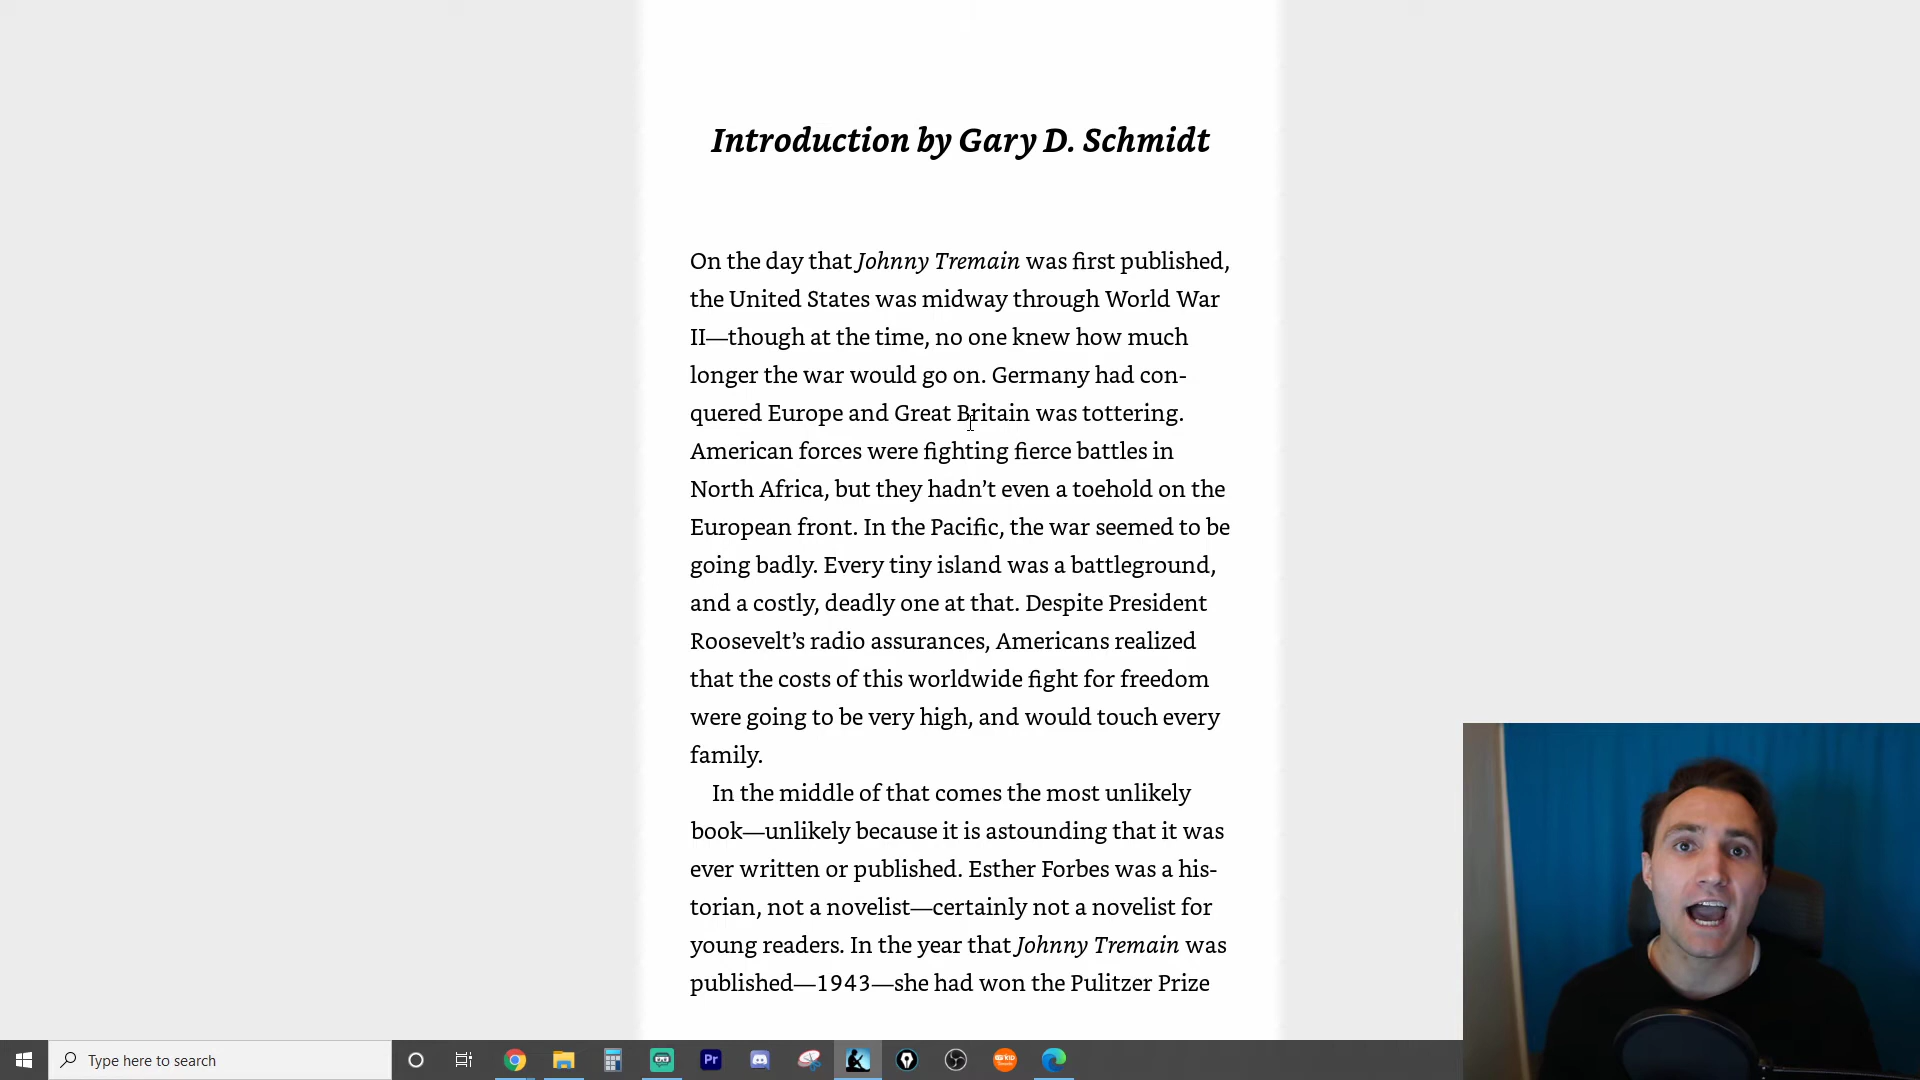 Introduction by Gary D. Schmidt
On the day that Johnny Tremain was first published,
the United States was midway through World War
II—though at the time, no one knew how much
longer the war would go on. Germany had con-
quered Europe and Great Britain was tottering.
American forces were fighting fierce battles in
North Africa, but they hadn’t even a toehold on the
European front. In the Pacific, the war seemed to be
going badly. Every tiny island was a battleground,
and a costly, deadly one at that. Despite President
Roosevelt’s radio assurances, Americans realized
that the costs of this worldwide fight for freedom
were going to be very high, and would touch every
family.
In the middle of that comes the most unlikely
book—unlikely because it is astounding that it was
ever written or published. Esther Forbes was a his-
torian, not a novelist—certainly not a novelist for
young readers. In the year that Johnny Tremain was
published—1943—she had won the Pulitzer Prize
Type here to search
Pr